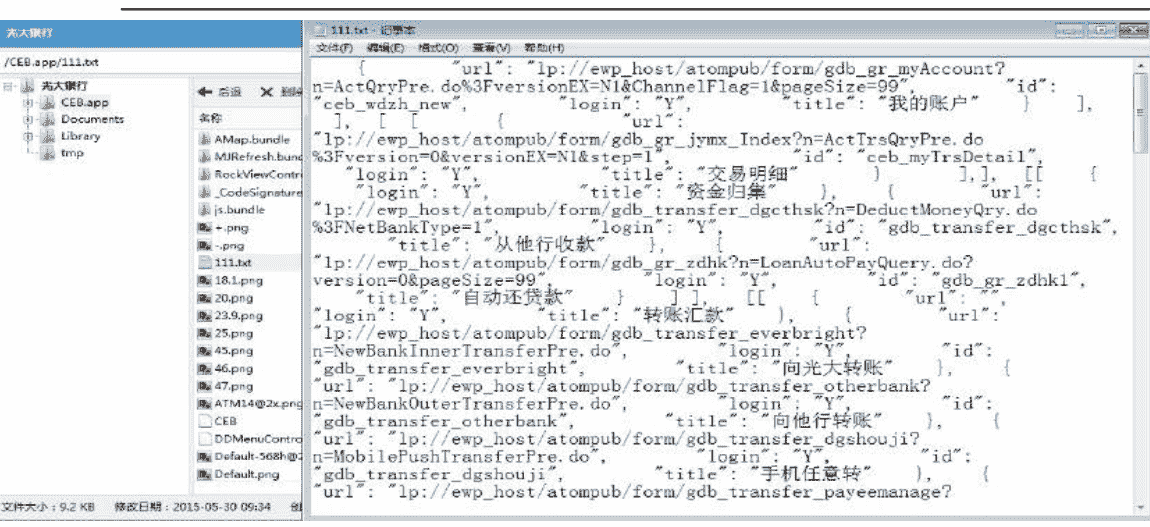 光大银行
/CEB.app/111.txt
光大银行
CEB.app
Documents
Library
tmp
后退
删除
名称
AMap.bundle
MJRefresh.bund
RockViewContr
_CodeSignature
js.bundle
+.png
-.png
111.txt
18.1.png
20.png
23.9.png
25.png
45.png
46.png
47.png
ATM14@2x.png
CEB
DDMenuContro
Default-568h@2
Default.png
文件大小：9.2 KB 修改日期：2015-05-30 09:34 创
111.txt - 记事本
文件(F) 编辑(E) 格式(O) 查看(V) 帮助(H)
{ "url": "lp://ewp_host/atompub/form/gdb_gr_myAccount?
n=ActQryPre.do%3FversionEX=N1&ChannelFlag=1&pageSize=99", "id":
"ceb_wdzh_new", "login": "Y", "title": "我的账户" } ],
], [ [ { "url":
"lp://ewp_host/atompub/form/gdb_gr_jymx_Index?n=ActTrsQryPre.do
%3Fversion=0&versionEX=N1&step=1", "id": "ceb_myTrsDetail",
"login": "Y", "title": "交易明细" } ],], [[ {
"login": "Y", "title": "资金归集" }, { "url":
"lp://ewp_host/atompub/form/gdb_transfer_dgcthsk?n=DeductMoneyQry.do
%3FNetBankType=1", "login": "Y", "id": "gdb_transfer_dgcthsk",
"title": "从他行收款" }, { "url":
"lp://ewp_host/atompub/form/gdb_gr_zdhk?n=LoanAutoPayQuery.do?
version=0&pageSize=99", "login": "Y", "id": "gdb_gr_zdhk1",
"title": "自动还贷款" } ] ], [[ { "url": "",
"login": "Y", "title": "转账汇款" }, { "url":
"lp://ewp_host/atompub/form/gdb_transfer_everbright?
n=NewBankInnerTransferPre.do", "login": "Y", "id":
"gdb_transfer_everbright", "title": "向光大转账" }, {
"url": "lp://ewp_host/atompub/form/gdb_transfer_otherbank?
n=NewBankOuterTransferPre.do", "login": "Y", "id":
"gdb_transfer_otherbank", "title": "向他行转账" }, {
"url": "lp://ewp_host/atompub/form/gdb_transfer_dgshouji?
n=MobilePushTransferPre.do", "login": "Y", "id":
"gdb_transfer_dgshouji", "title": "手机任意转" }, {
"url": "lp://ewp_host/atompub/form/gdb_transfer_payeemanage?